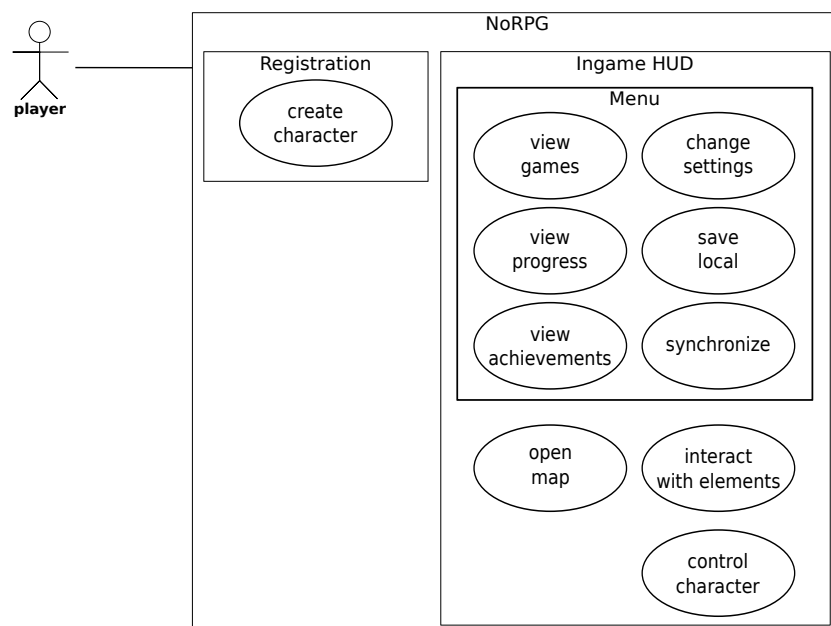 NoRPG
player
Registration
create
character
Ingame HUD
Menu
view
games
change
settings
view
progress
save
local
view
achievements
synchronize
open
map
interact
with elements
control
character